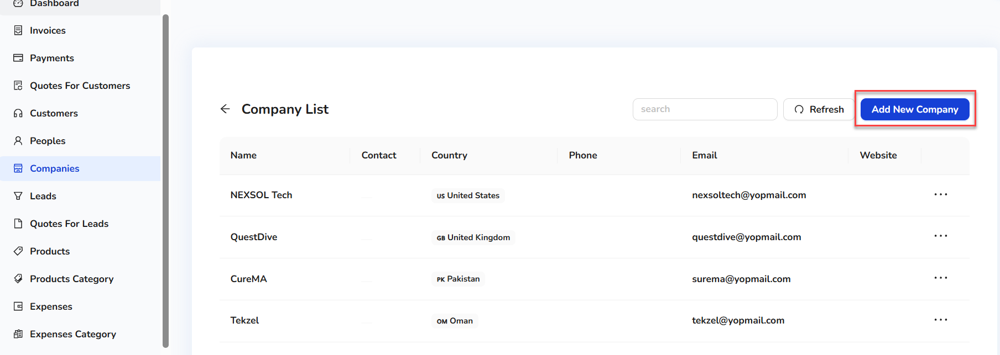 Dashboard
Invoices
Payments
Quotes For Customers
Customers
Peoples
Companies
Leads
Quotes For Leads
Products
Products Category
Expenses
Expenses Category
Company List
search
Refresh
Add New Company
Name Contact Country Phone Email Website
NEXSOL Tech US United States nexsoltech@yopmail.com
QuestDive GB United Kingdom questdive@yopmail.com
CureMA PK Pakistan surema@yopmail.com
Tekzel OM Oman tekzel@yopmail.com